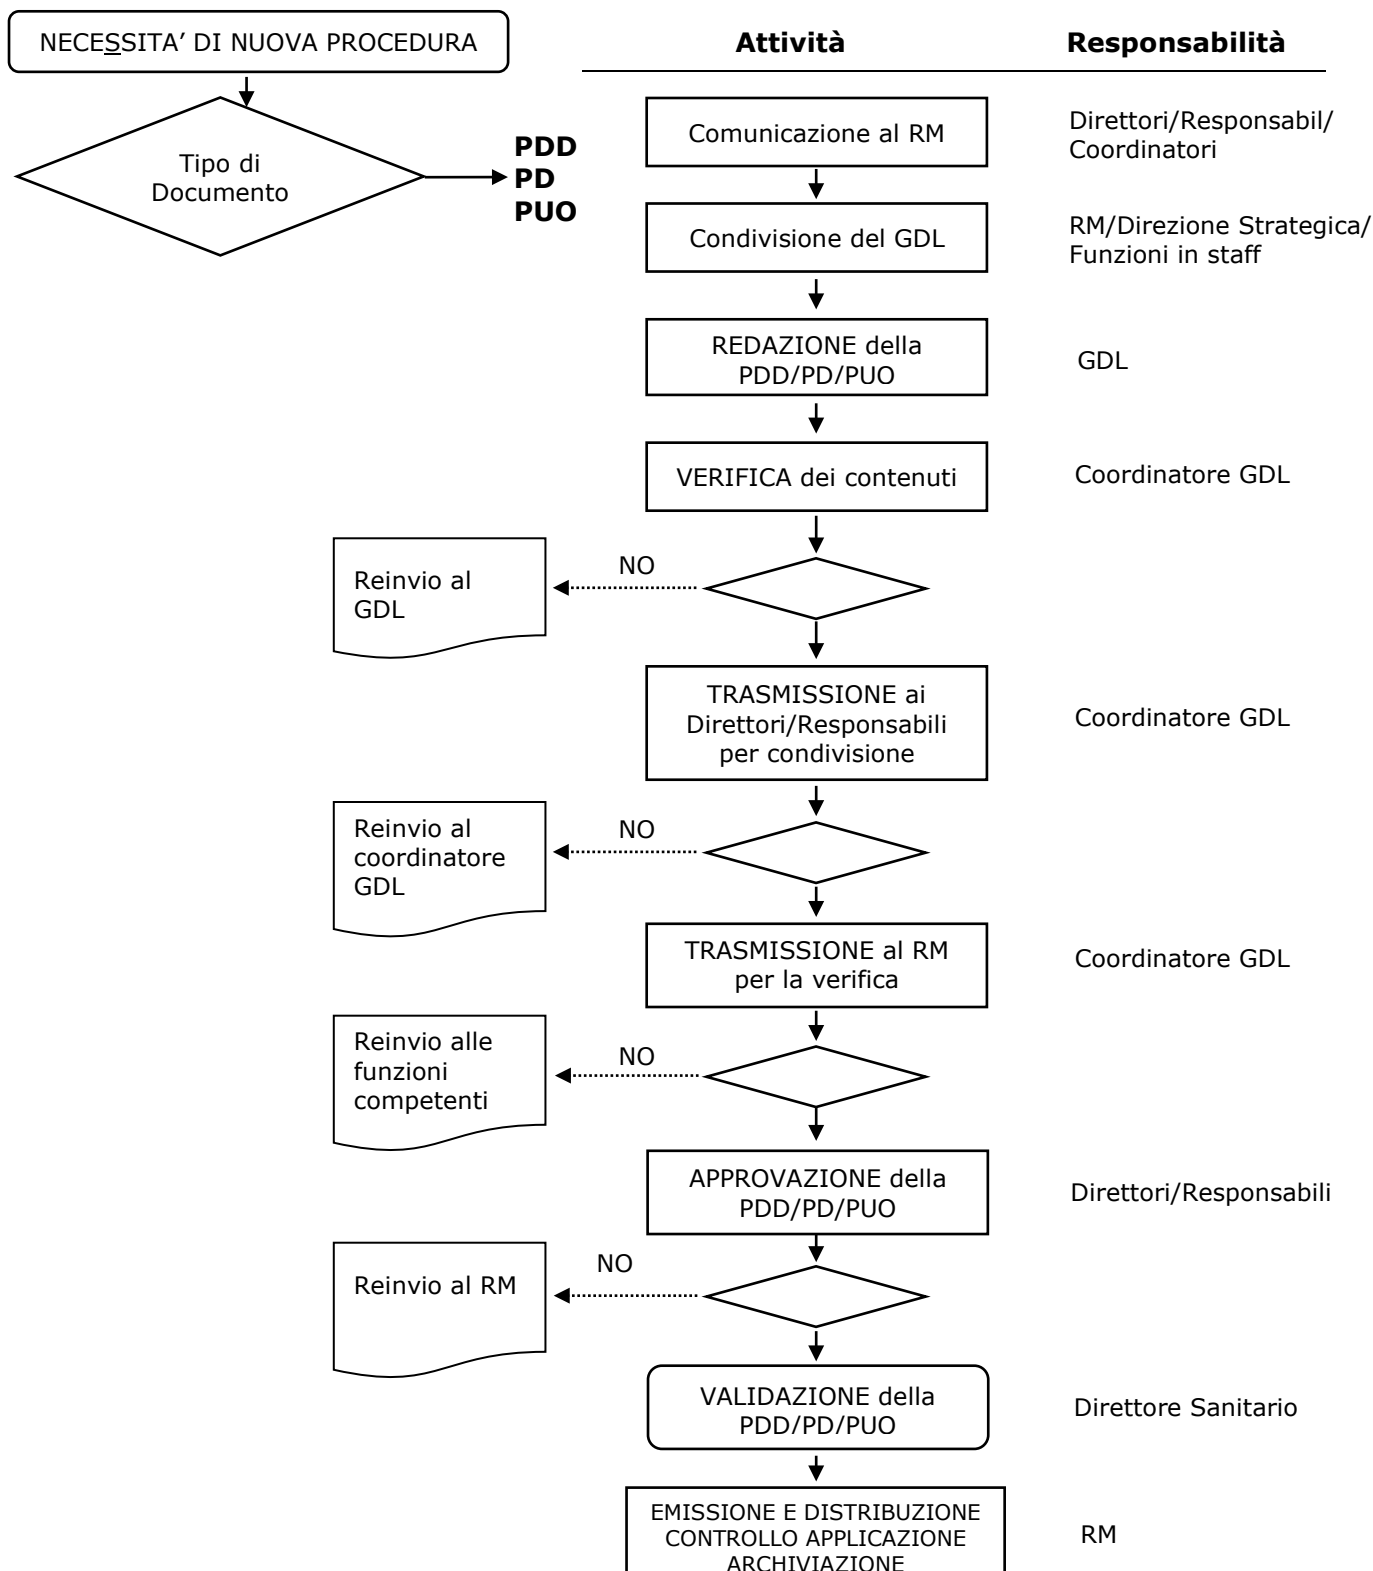 NECESSITA’ DI NUOVA PROCEDURA
Attività
Responsabilità
Tipo di
Documento
PDD
PD
PUO
Comunicazione al RM
Direttori/Responsabil/
Coordinatori
Condivisione del GDL
RM/Direzione Strategica/
Funzioni in staff
REDAZIONE della
PDD/PD/PUO
GDL
VERIFICA dei contenuti
Coordinatore GDL
NO
Reinvio al
GDL
TRASMISSIONE ai
Direttori/Responsabili
per condivisione
Coordinatore GDL
NO
Reinvio al
coordinatore
GDL
TRASMISSIONE al RM
per la verifica
Coordinatore GDL
NO
Reinvio alle
funzioni
competenti
APPROVAZIONE della
PDD/PD/PUO
Direttori/Responsabili
NO
Reinvio al RM
VALIDAZIONE della
PDD/PD/PUO
Direttore Sanitario
EMISSIONE E DISTRIBUZIONE
CONTROLLO APPLICAZIONE
ARCHIVIAZIONE
RM